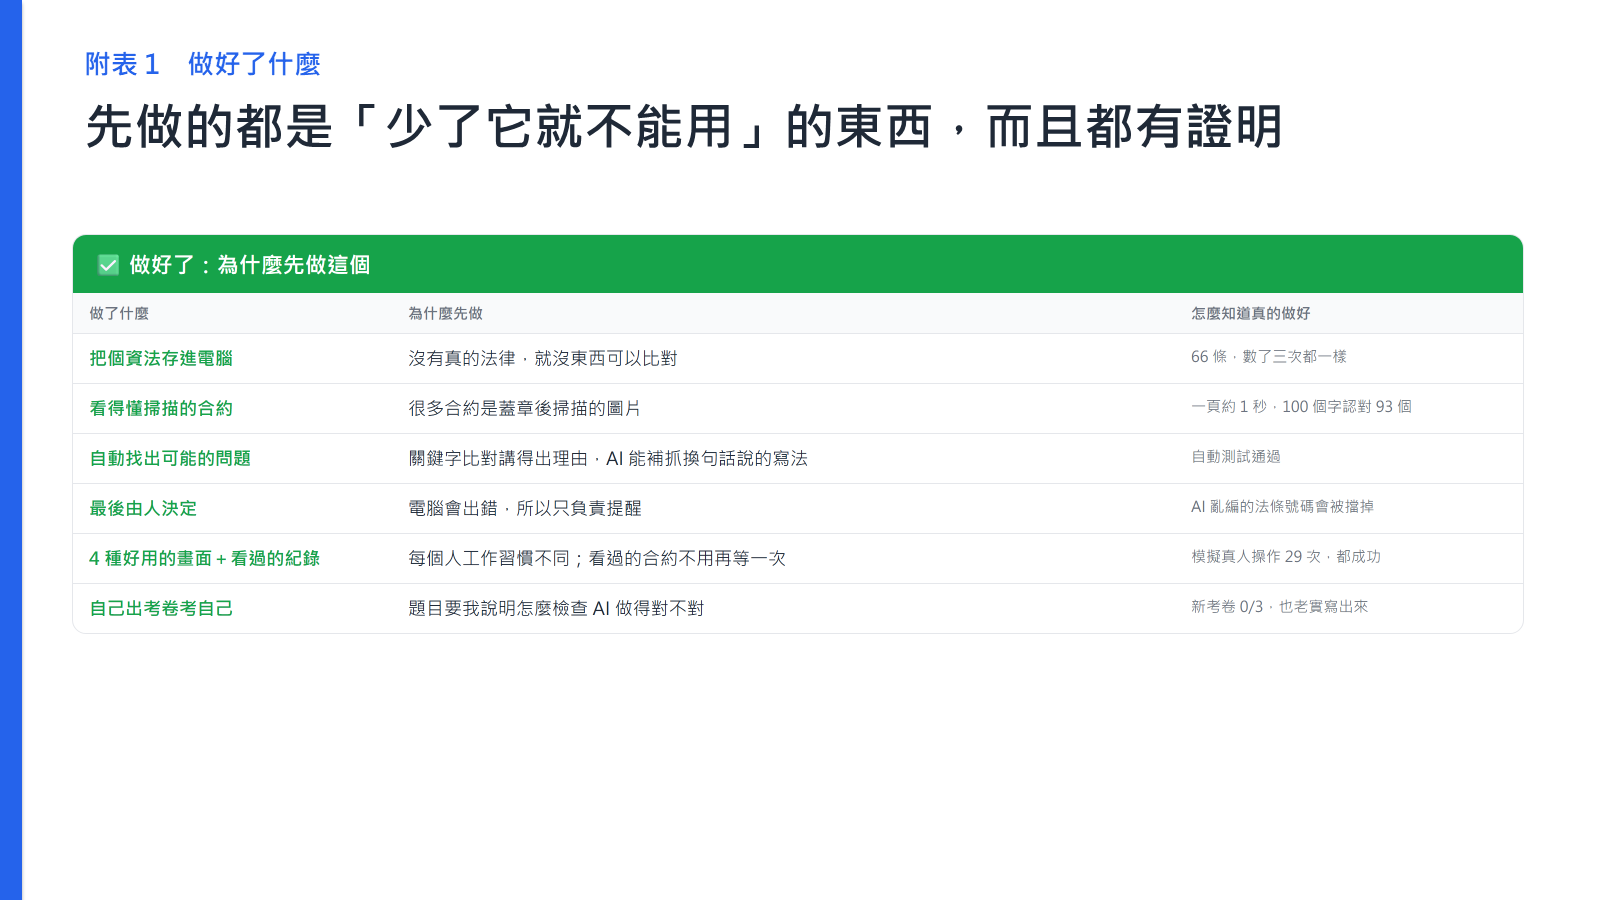 附表 1　做好了什麼
先做的都是「少了它就不能用」的東西，而且都有證明
✅ 做好了：為什麼先做這個
做了什麼　為什麼先做　怎麼知道真的做好
把個資法存進電腦　沒有真的法律，就沒東西可以比對　66 條，數了三次都一樣
看得懂掃描的合約　很多合約是蓋章後掃描的圖片　一頁約 1 秒，100 個字認對 93 個
自動找出可能的問題　關鍵字比對講得出理由，AI 能補抓換句話說的寫法　自動測試通過
最後由人決定　電腦會出錯，所以只負責提醒　AI 亂編的法條號碼會被擋掉
4 種好用的畫面 + 看過的紀錄　每個人工作習慣不同；看過的合約不用再等一次　模擬真人操作 29 次，都成功
自己出考卷考自己　題目要我說明怎麼檢查 AI 做得對不對　新考卷 0/3，也老實寫出來